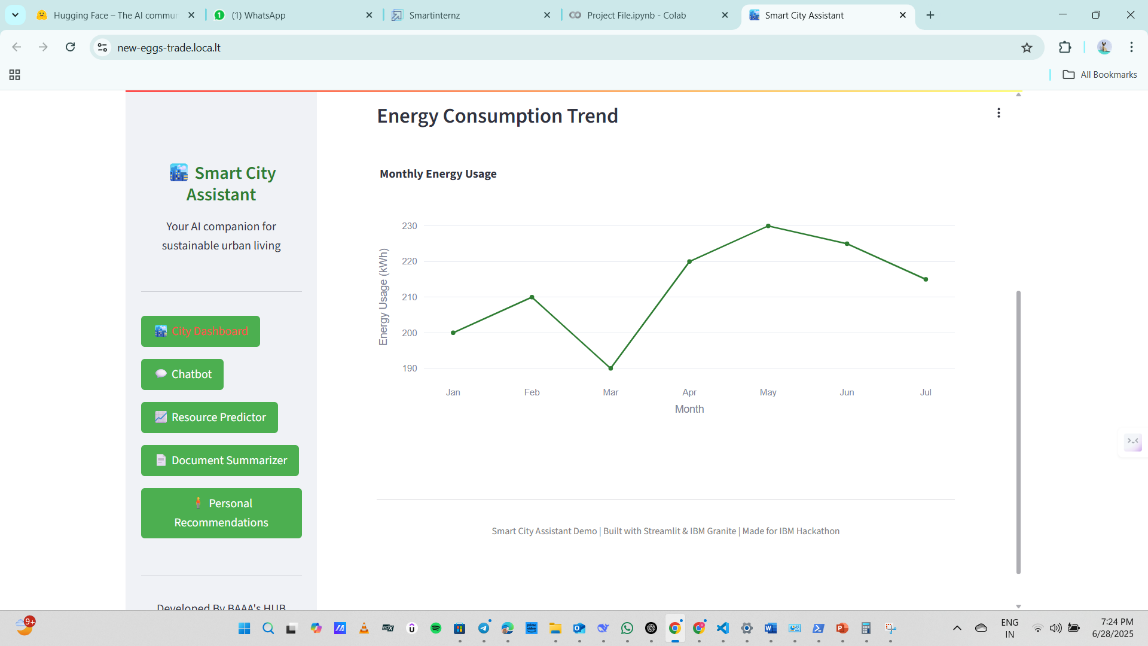 Hugging Face – The AI commun
(1) WhatsApp
Smartinternz
Project File.ipynb - Colab
Smart City Assistant
new-eggs-trade.loca.lt
All Bookmarks
Smart City
Assistant
Your AI companion for
sustainable urban living
City Dashboard
Chatbot
Resource Predictor
Document Summarizer
Personal
Recommendations
Developed By BAAA's HUB
Energy Consumption Trend
Monthly Energy Usage
Energy Usage (kWh)
230
220
210
200
190
Jan Feb Mar Apr May Jun Jul
Month
Smart City Assistant Demo | Built with Streamlit & IBM Granite | Made for IBM Hackathon
9+
ENG
IN
7:24 PM
6/28/2025